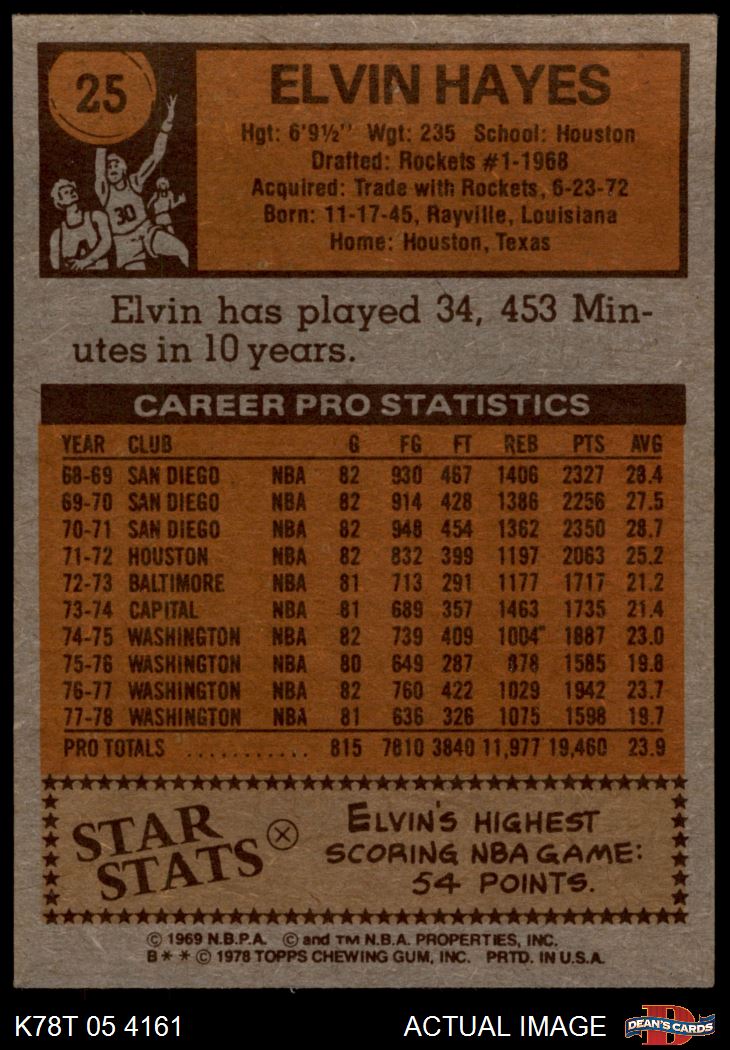 25
ELVIN HAYES
Hgt: 6'9½" Wgt: 235 School: Houston
Drafted: Rockets #1-1968
Acquired: Trade with Rockets, 6-23-72
Born: 11-17-45, Rayville, Louisiana
Home: Houston, Texas
30
Elvin has played 34, 453 Min-
utes in 10 years.
CAREER PRO STATISTICS
YEAR CLUB G FG FT REB PTS AVG
68-69 SAN DIEGO NBA 82 930 467 1406 2327 28.4
69-70 SAN DIEGO NBA 82 914 428 1386 2256 27.5
70-71 SAN DIEGO NBA 82 948 454 1362 2350 28.7
71-72 HOUSTON NBA 82 832 399 1197 2063 25.2
72-73 BALTIMORE NBA 81 713 291 1177 1717 21.2
73-74 CAPITAL NBA 81 689 357 1463 1735 21.4
74-75 WASHINGTON NBA 82 739 409 1004 1887 23.0
75-76 WASHINGTON NBA 80 649 287 878 1585 19.8
76-77 WASHINGTON NBA 82 760 422 1029 1942 23.7
77-78 WASHINGTON NBA 81 636 326 1075 1598 19.7
PRO TOTALS ........... 815 7810 3840 11,977 19,460 23.9
STAR
STATS
ELVIN'S HIGHEST
SCORING NBA GAME:
54 POINTS.
© 1969 N.B.P.A. © and TM N.B.A. PROPERTIES, INC.
B * * © 1978 TOPPS CHEWING GUM, INC. PRTD. IN U.S.A.
K78T 05 4161
ACTUAL IMAGE
D
DEAN'S CARDS